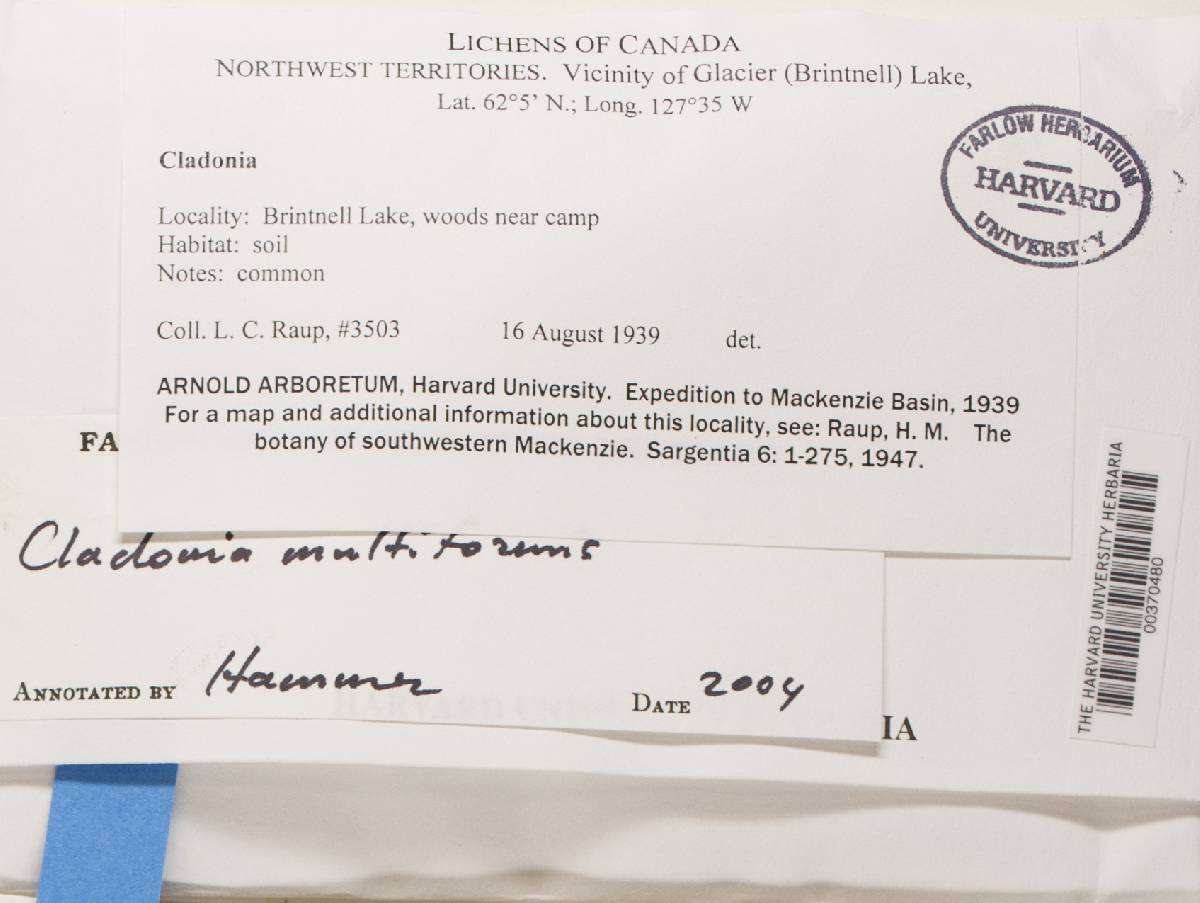 LICHENS OF CANADA
NORTHWEST TERRITORIES. Vicinity of Glacier (Brintnell) Lake,
Lat. 62°5' N.; Long. 127°35 W
FARLOW HERBARIUM
HARVARD
UNIVERSITY
Cladonia
Locality: Brintnell Lake, woods near camp
Habitat: soil
Notes: common
Coll. L. C. Raup, #3503 16 August 1939 det.
ARNOLD ARBORETUM, Harvard University. Expedition to Mackenzie Basin, 1939
For a map and additional information about this locality, see: Raup, H. M. The
botany of southwestern Mackenzie. Sargentia 6: 1-275, 1947.
FA
Cladonia multiformis
ANNOTATED BY Hammer DATE 2004
IA
THE HARVARD UNIVERSITY HERBARIA
00370480